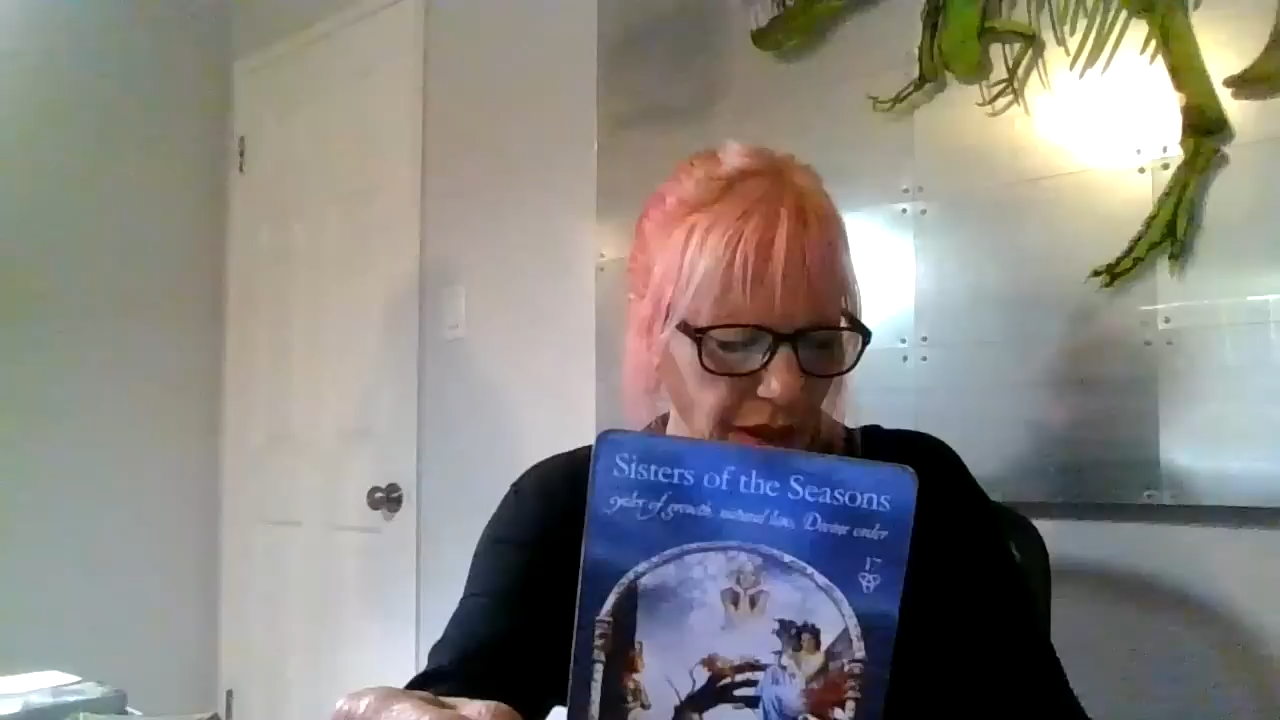 Sisters of the Seasons
cycles of growth, natural law, Divine order
17